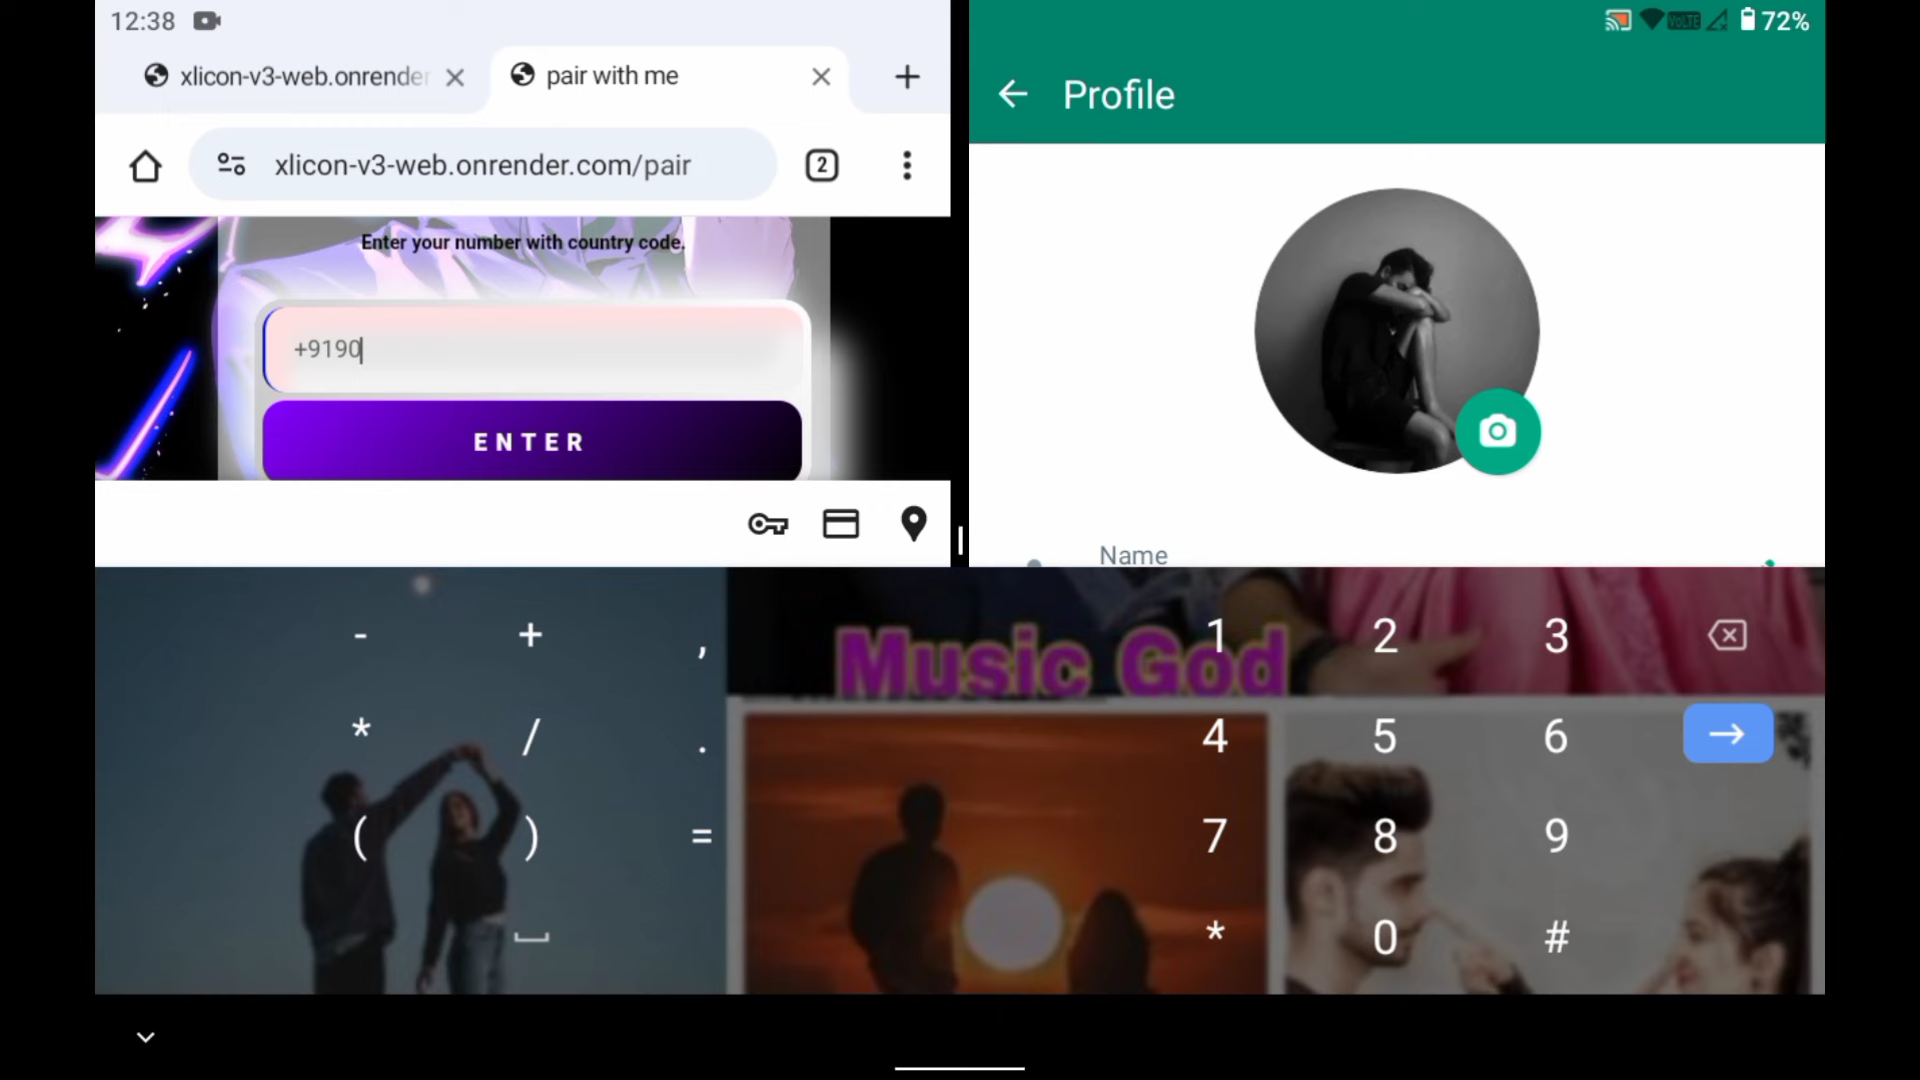 12:38
72%
xlicon-v3-web.onrender
pair with me
xlicon-v3-web.onrender.com/pair
2
Profile
Enter your number with country code.
+9190
ENTER
Name
Music God
- + , 1 2 3
* / . 4 5 6
( ) = 7 8 9
* 0 #